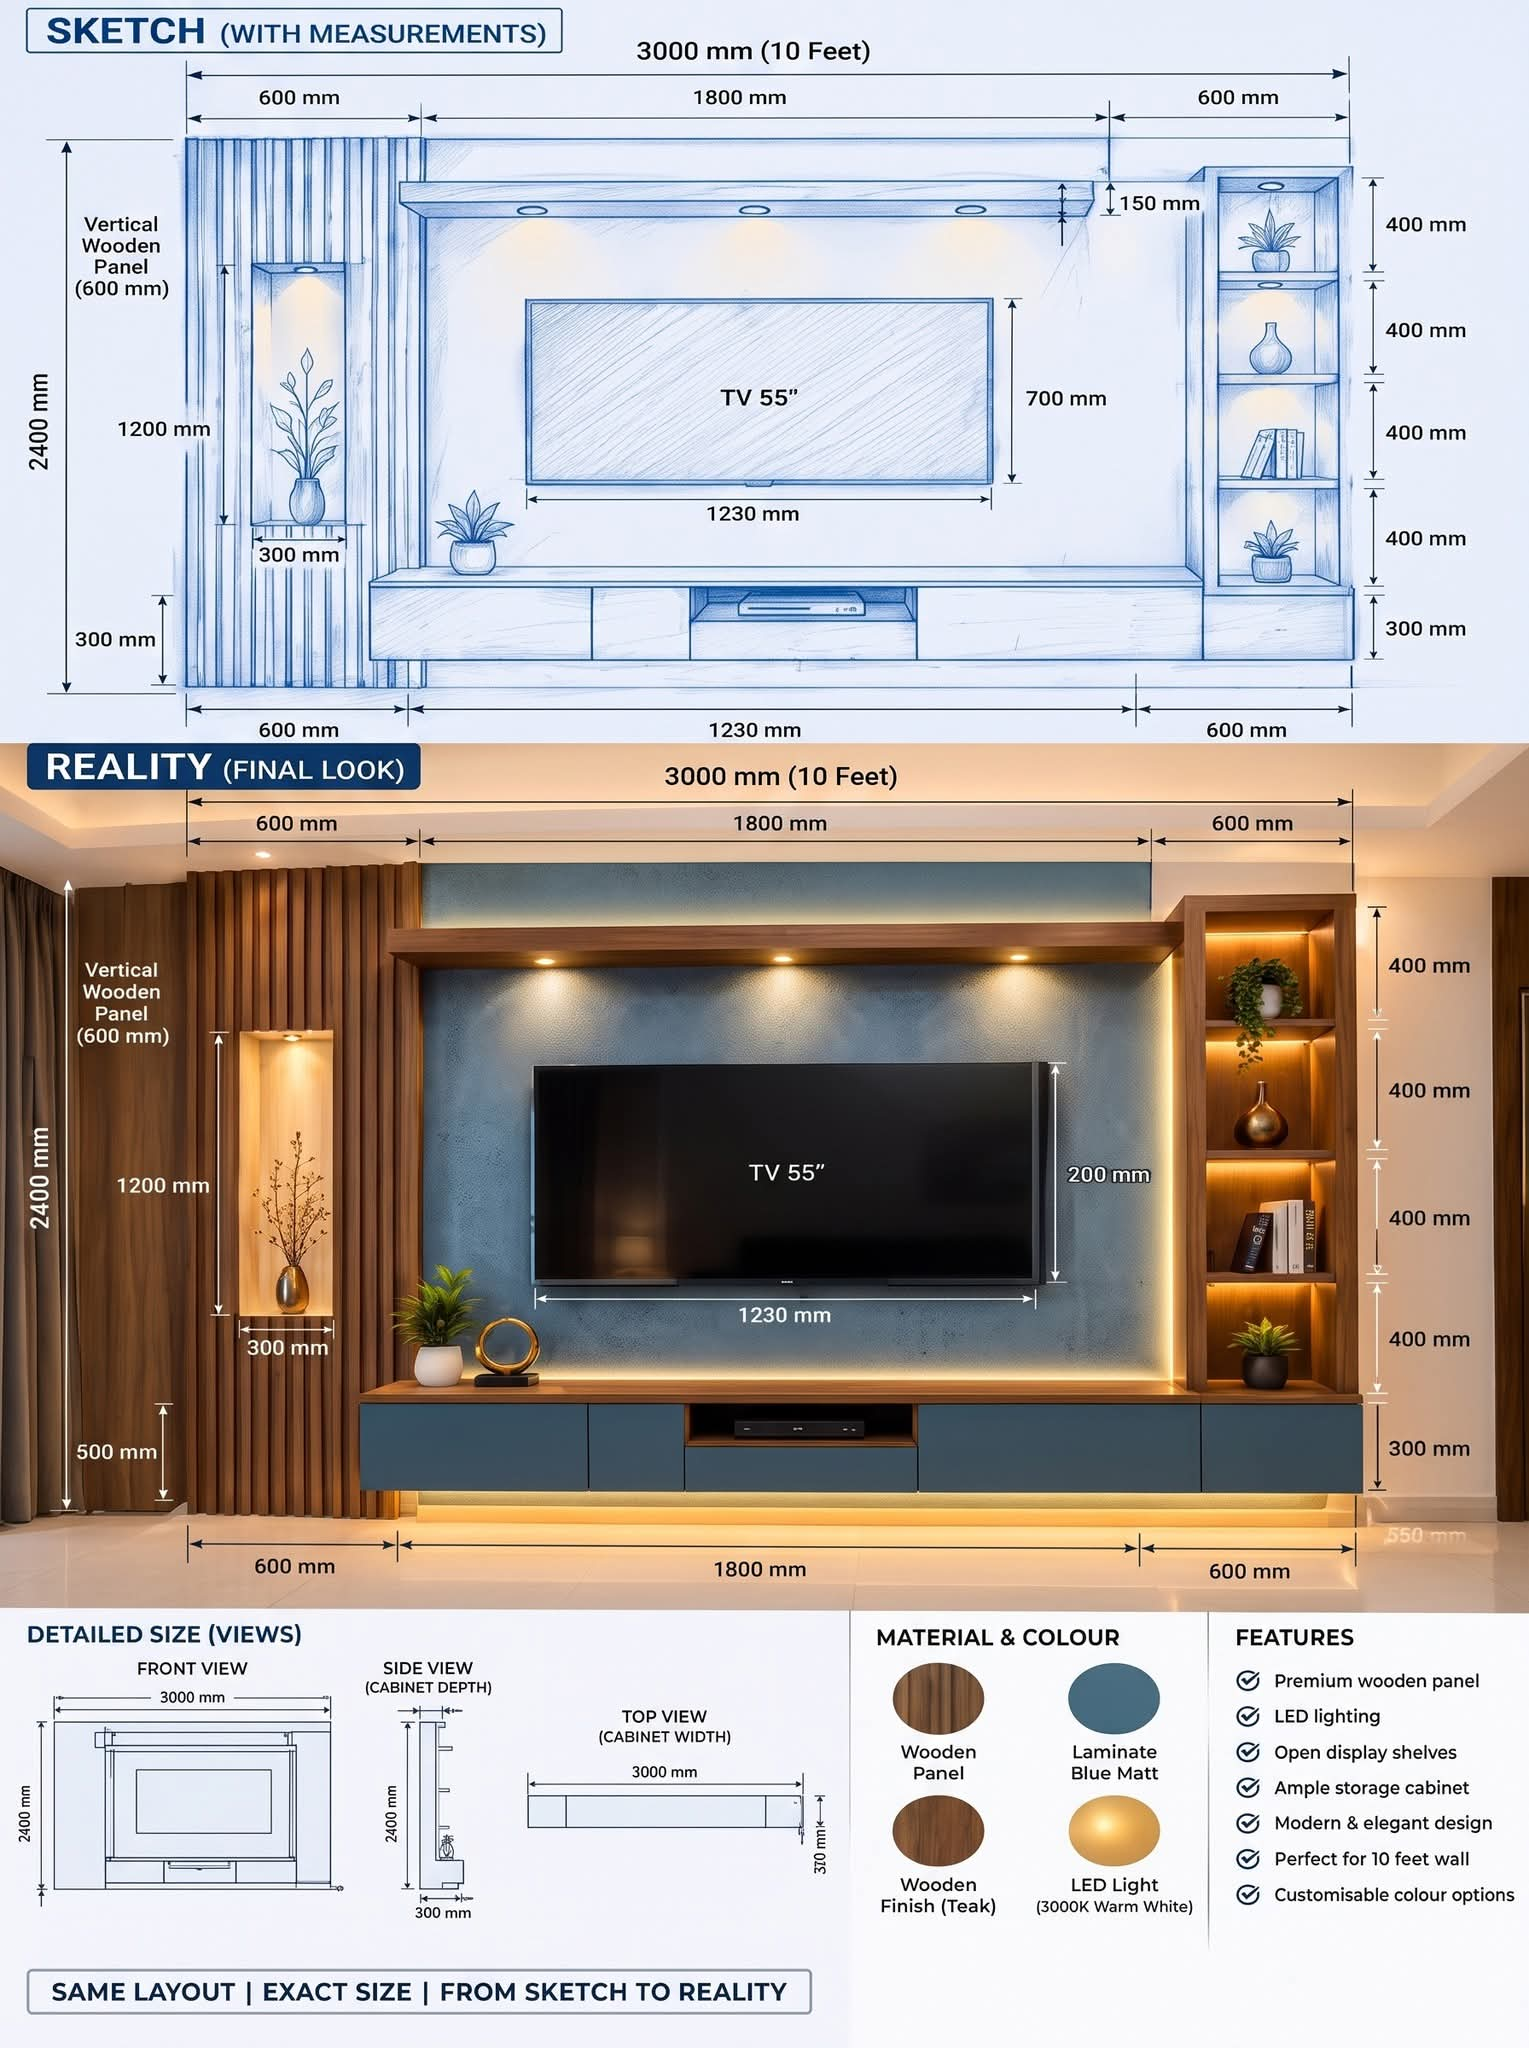 SKETCH (WITH MEASUREMENTS)
3000 mm (10 Feet)
600 mm
1800 mm
600 mm
150 mm
400 mm
Vertical
Wooden
Panel
(600 mm)
400 mm
2400 mm
1200 mm
TV 55"
700 mm
400 mm
1230 mm
300 mm
400 mm
300 mm
300 mm
600 mm
1230 mm
600 mm
REALITY (FINAL LOOK)
3000 mm (10 Feet)
600 mm
1800 mm
600 mm
400 mm
Vertical
Wooden
Panel
(600 mm)
400 mm
2400 mm
1200 mm
TV 55"
200 mm
400 mm
1230 mm
300 mm
400 mm
500 mm
300 mm
550 mm
600 mm
1800 mm
600 mm
DETAILED SIZE (VIEWS)
FRONT VIEW
3000 mm
2400 mm
SIDE VIEW
(CABINET DEPTH)
2400 mm
300 mm
TOP VIEW
(CABINET WIDTH)
3000 mm
370 mm
MATERIAL & COLOUR
Wooden
Panel
Laminate
Blue Matt
Wooden
Finish (Teak)
LED Light
(3000K Warm White)
FEATURES
Premium wooden panel
LED lighting
Open display shelves
Ample storage cabinet
Modern & elegant design
Perfect for 10 feet wall
Customisable colour options
SAME LAYOUT | EXACT SIZE | FROM SKETCH TO REALITY